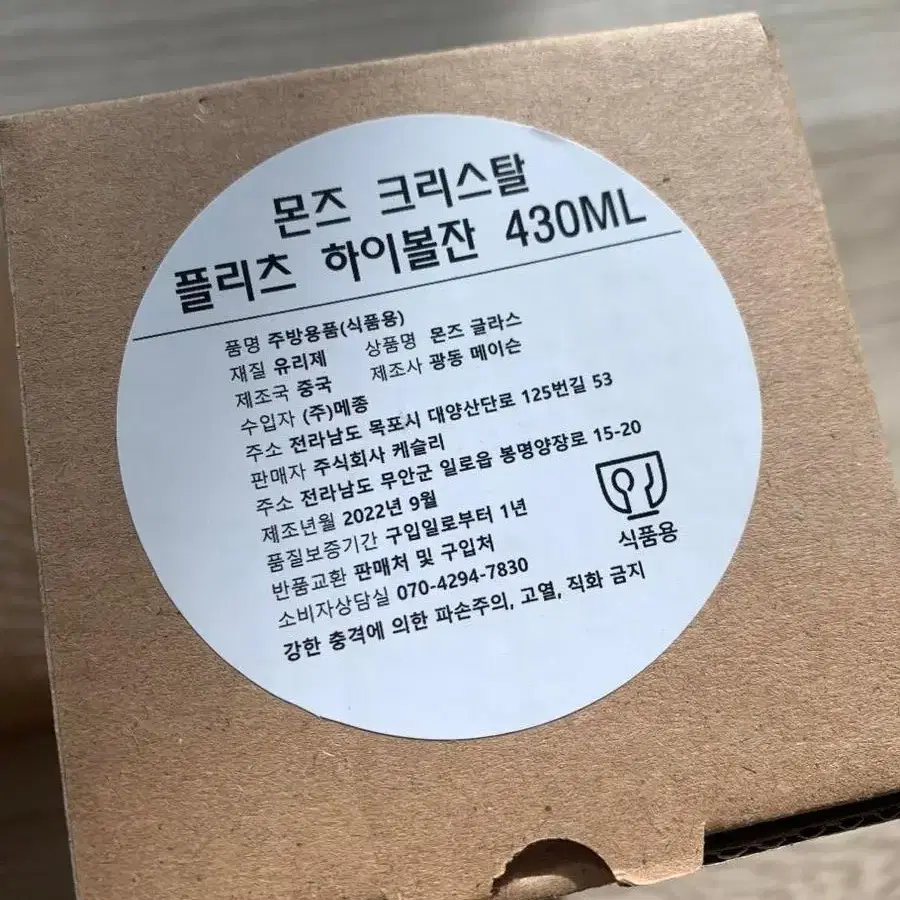 몬즈 크리스탈
플리츠 하이볼잔 430ML
품명 주방용품(식품용)
재질 유리제 상품명 몬즈 글라스
제조국 중국 제조사 광동 메이슨
수입자 (주)메종
주소 전라남도 목포시 대양산단로 125번길 53
판매자 주식회사 케슬리
주소 전라남도 무안군 일로읍 봉명양장로 15-20
제조년월 2022년 9월
품질보증기간 구입일로부터 1년
반품교환 판매처 및 구입처
소비자상담실 070-4294-7830
강한 충격에 의한 파손주의, 고열, 직화 금지
식품용